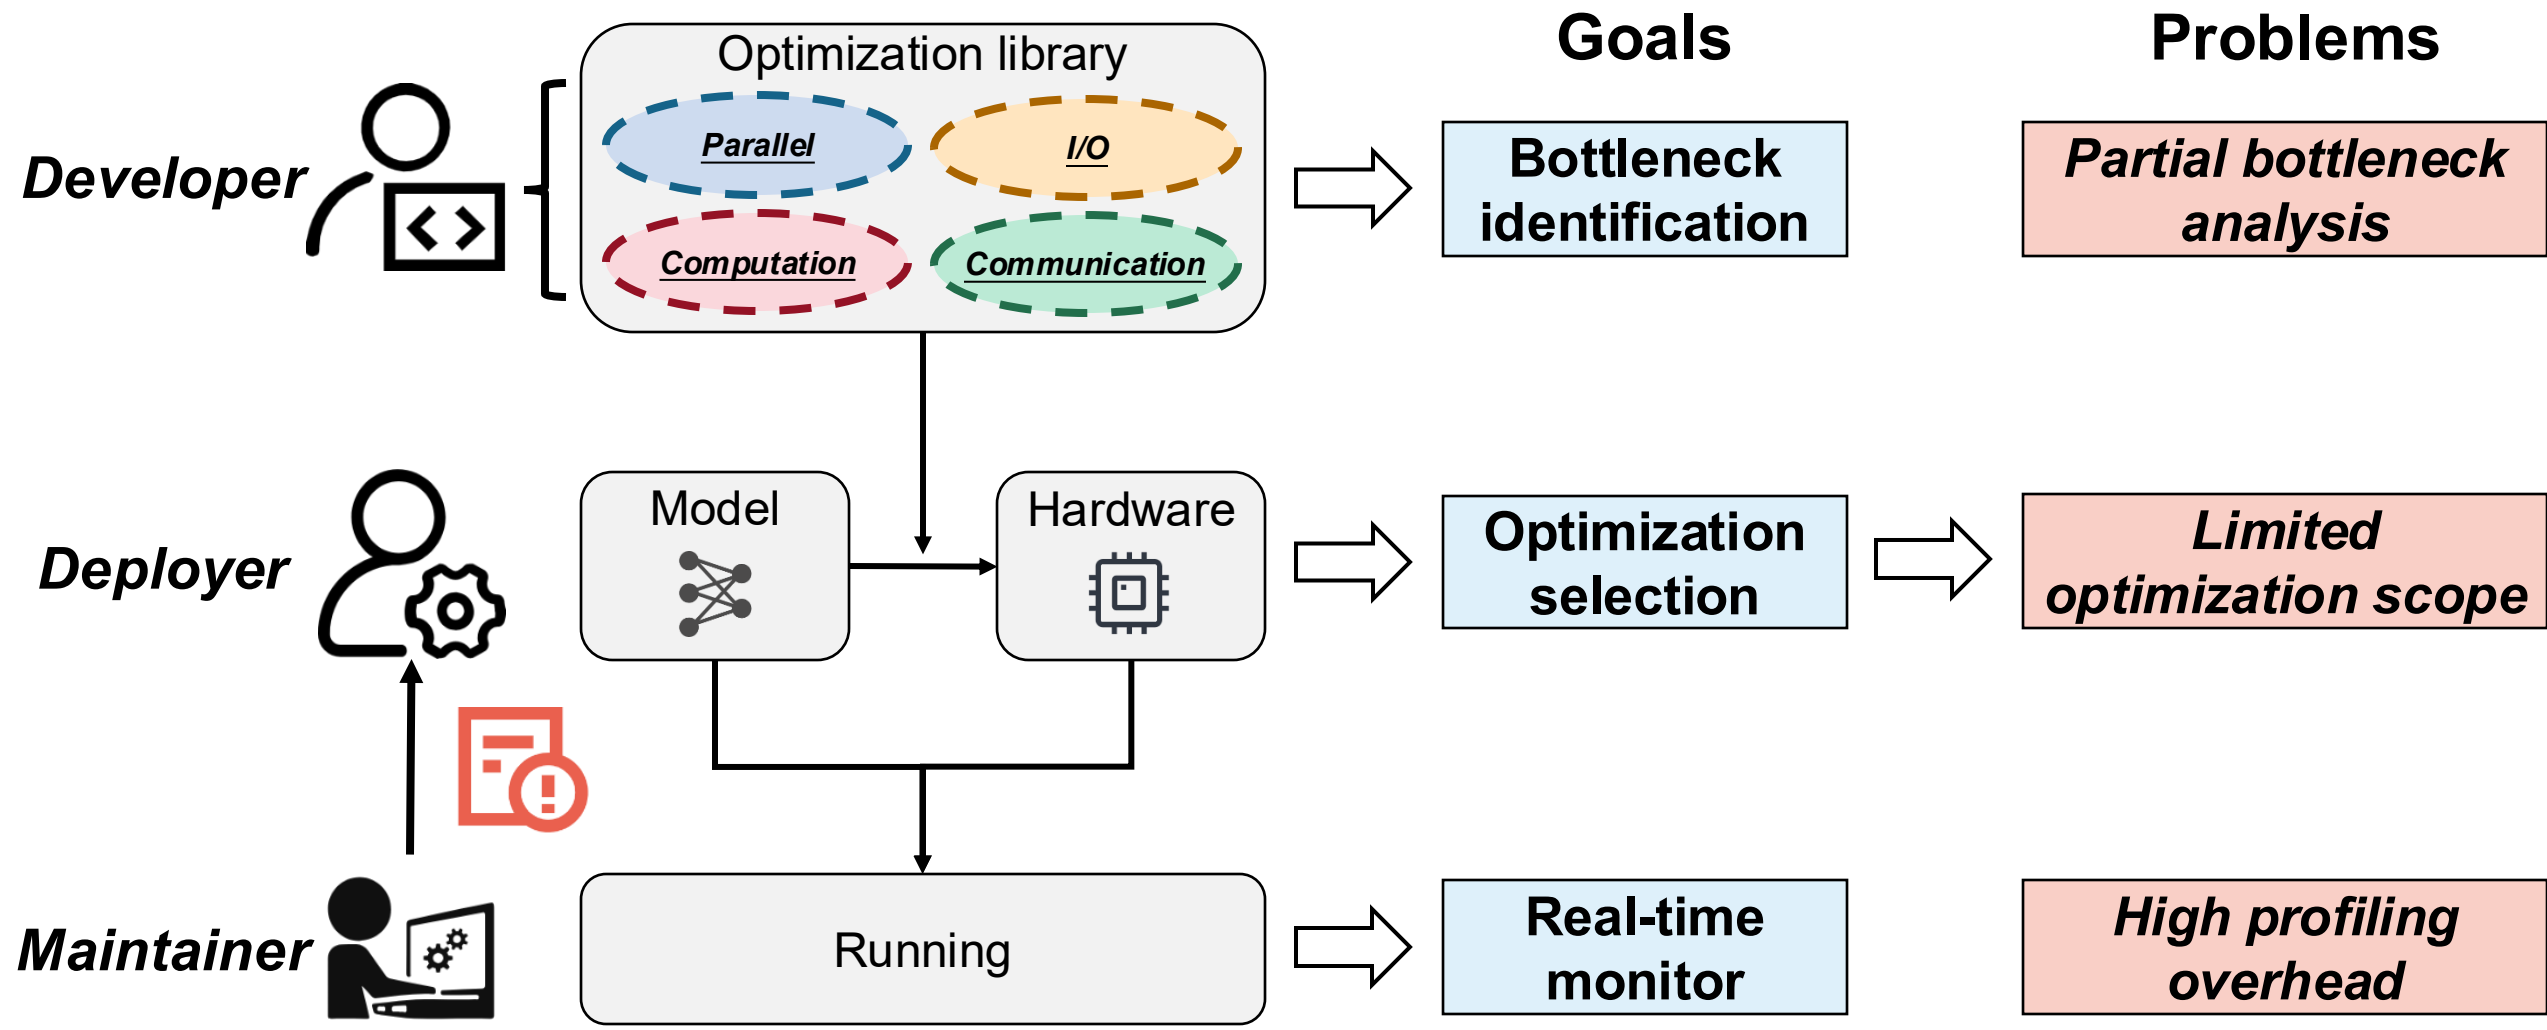 Optimization library
Goals
Problems
Developer
Parallel
I/O
Computation
Communication
Bottleneck
identification
Partial bottleneck
analysis
Deployer
Model
Hardware
Optimization
selection
Limited
optimization scope
Maintainer
Running
Real-time
monitor
High profiling
overhead